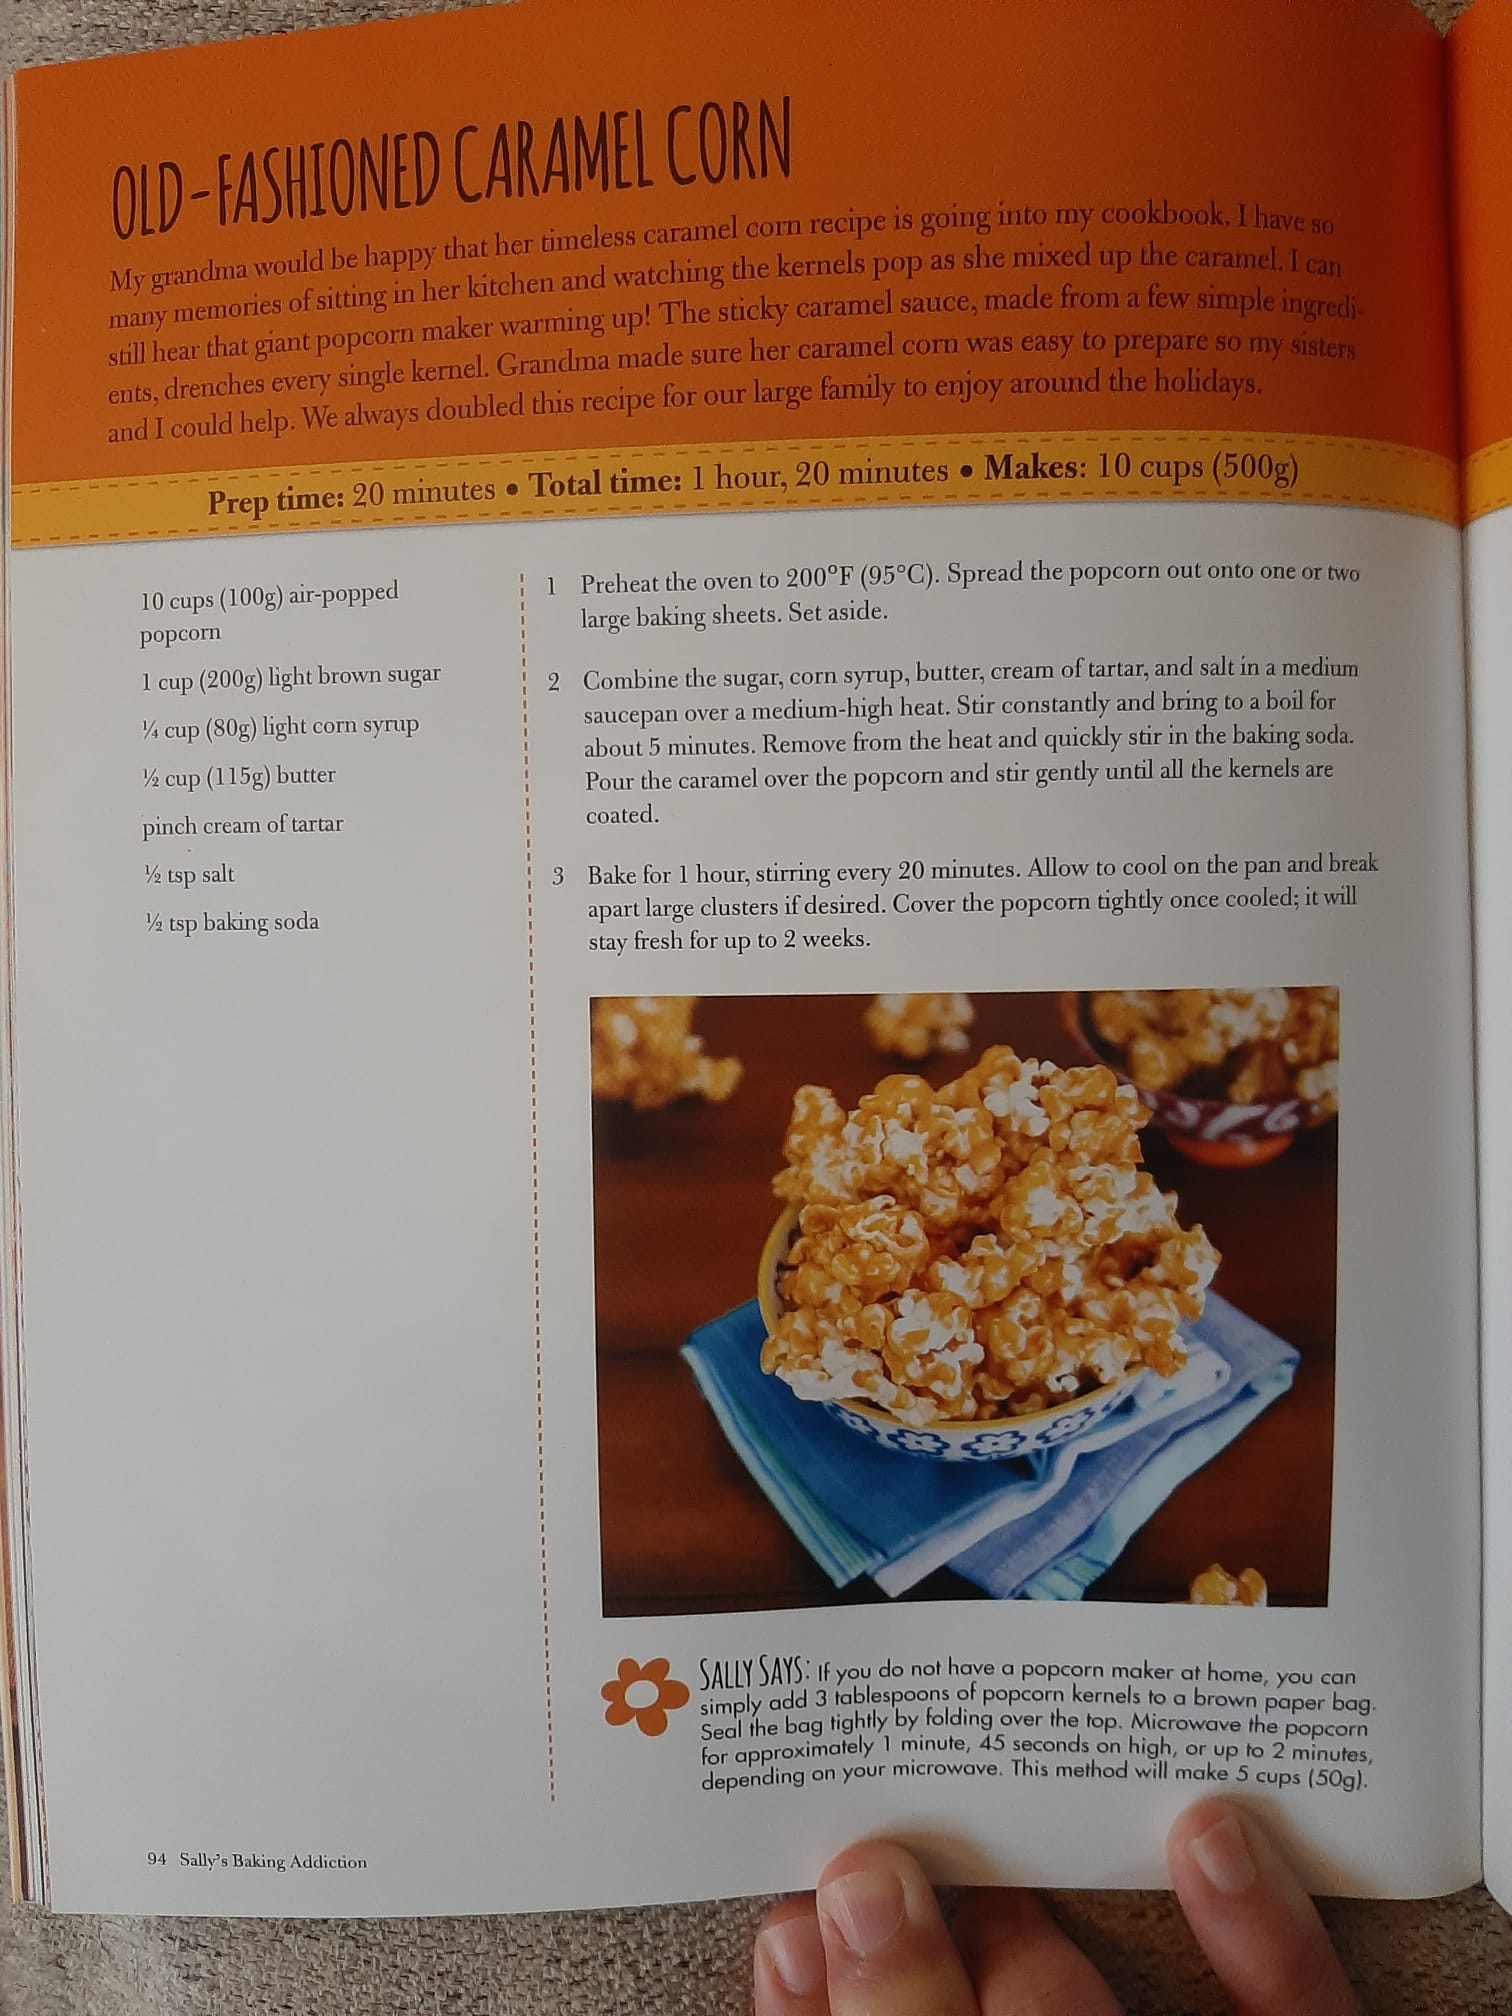 OLD-FASHIONED CARAMEL CORN
My grandma would be happy that her timeless caramel corn recipe is going into my cookbook. I have so
many memories of sitting in her kitchen and watching the kernels pop as she mixed up the caramel. I can
still hear that giant popcorn maker warming up! The sticky caramel sauce, made from a few simple ingredi-
ents, drenches every single kernel. Grandma made sure her caramel corn was easy to prepare so my sisters
and I could help. We always doubled this recipe for our large family to enjoy around the holidays.
Prep time: 20 minutes • Total time: 1 hour, 20 minutes • Makes: 10 cups (500g)
10 cups (100g) air-popped
popcorn
1 cup (200g) light brown sugar
¼ cup (80g) light corn syrup
½ cup (115g) butter
pinch cream of tartar
½ tsp salt
½ tsp baking soda
1 Preheat the oven to 200°F (95°C). Spread the popcorn out onto one or two
large baking sheets. Set aside.
2 Combine the sugar, corn syrup, butter, cream of tartar, and salt in a medium
saucepan over a medium-high heat. Stir constantly and bring to a boil for
about 5 minutes. Remove from the heat and quickly stir in the baking soda.
Pour the caramel over the popcorn and stir gently until all the kernels are
coated.
3 Bake for 1 hour, stirring every 20 minutes. Allow to cool on the pan and break
apart large clusters if desired. Cover the popcorn tightly once cooled; it will
stay fresh for up to 2 weeks.
SALLY SAYS: If you do not have a popcorn maker at home, you can
simply add 3 tablespoons of popcorn kernels to a brown paper bag.
Seal the bag tightly by folding over the top. Microwave the popcorn
for approximately 1 minute, 45 seconds on high, or up to 2 minutes,
depending on your microwave. This method will make 5 cups (50g).
94 Sally's Baking Addiction